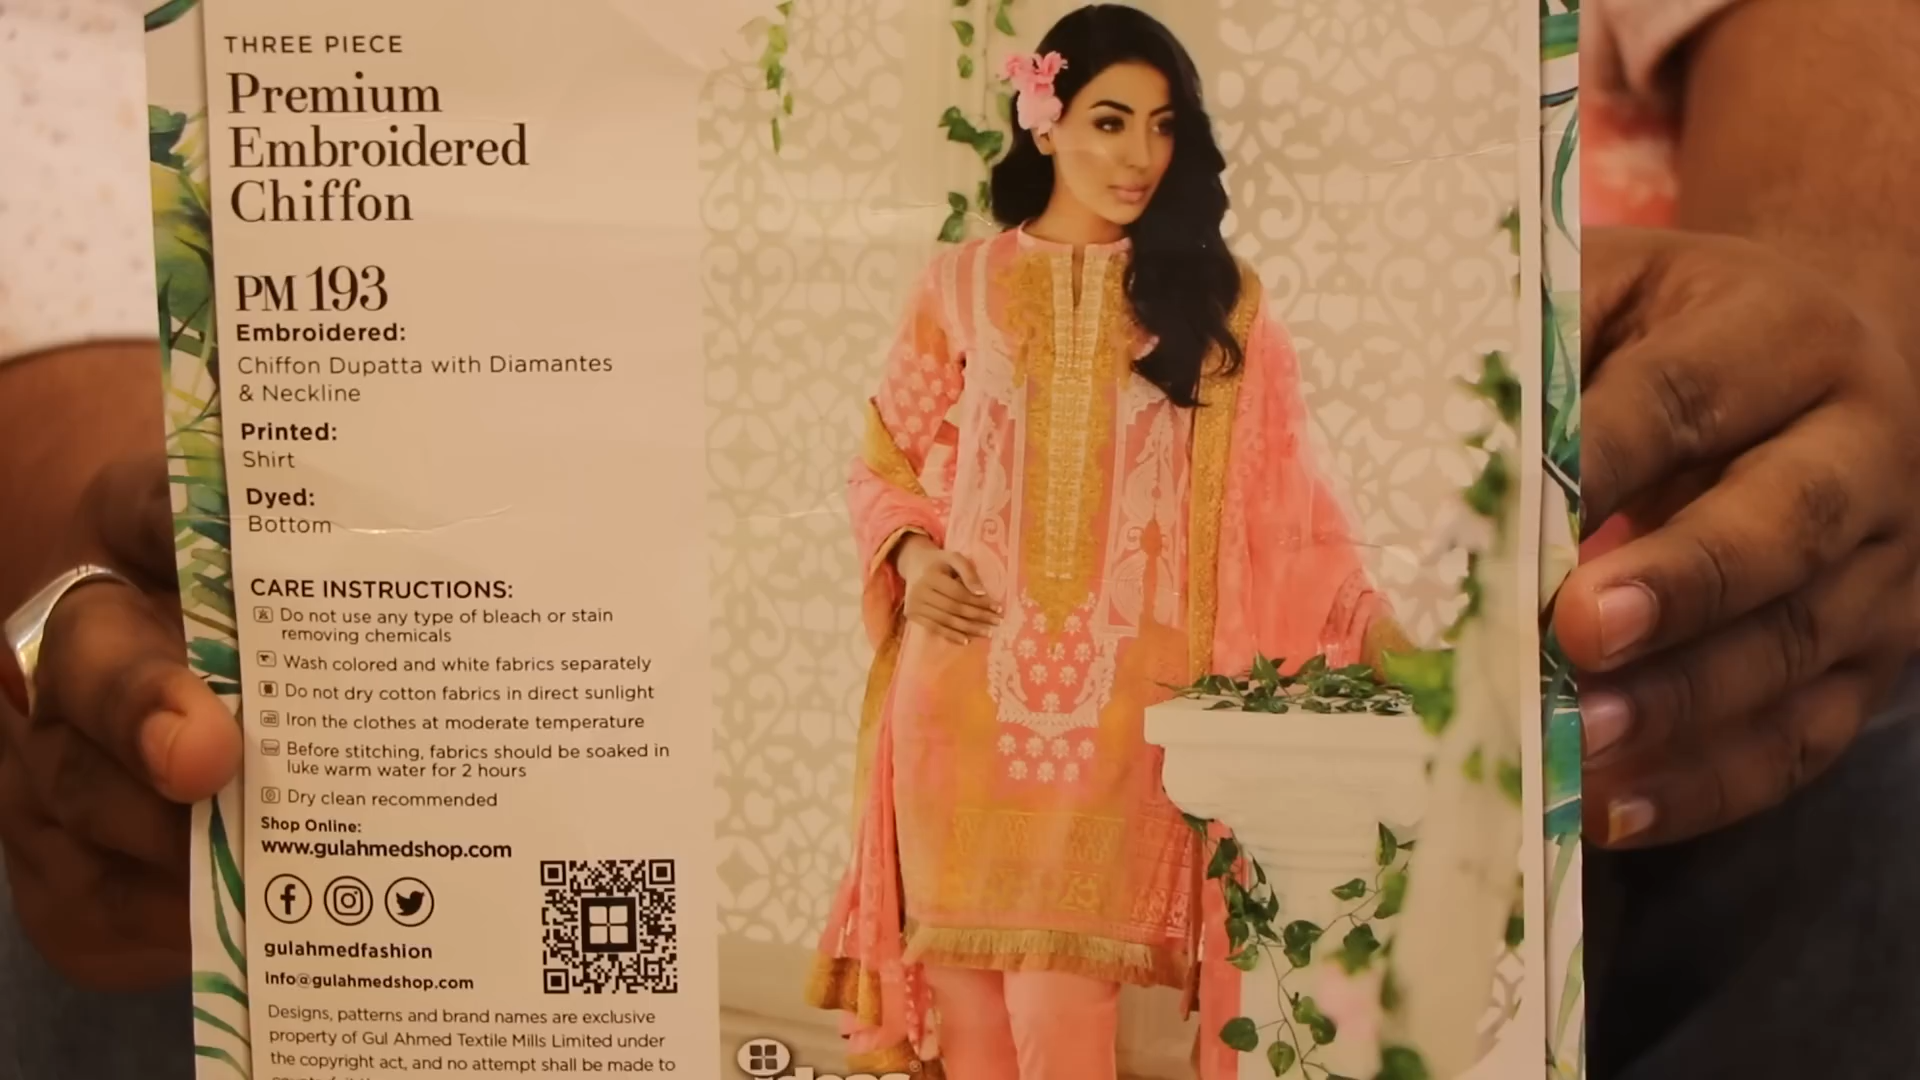 THREE PIECE
Premium
Embroidered
Chiffon
PM 193
Embroidered:
Chiffon Dupatta with Diamantes
& Neckline
Printed:
Shirt
Dyed:
Bottom
CARE INSTRUCTIONS:
Do not use any type of bleach or stain
removing chemicals
Wash colored and white fabrics separately
Do not dry cotton fabrics in direct sunlight
Iron the clothes at moderate temperature
Before stitching, fabrics should be soaked in
luke warm water for 2 hours
Dry clean recommended
Shop Online:
www.gulahmedshop.com
gulahmedfashion
info@gulahmedshop.com
Designs, patterns and brand names are exclusive
property of Gul Ahmed Textile Mills Limited under
the copyright act, and no attempt shall be made to